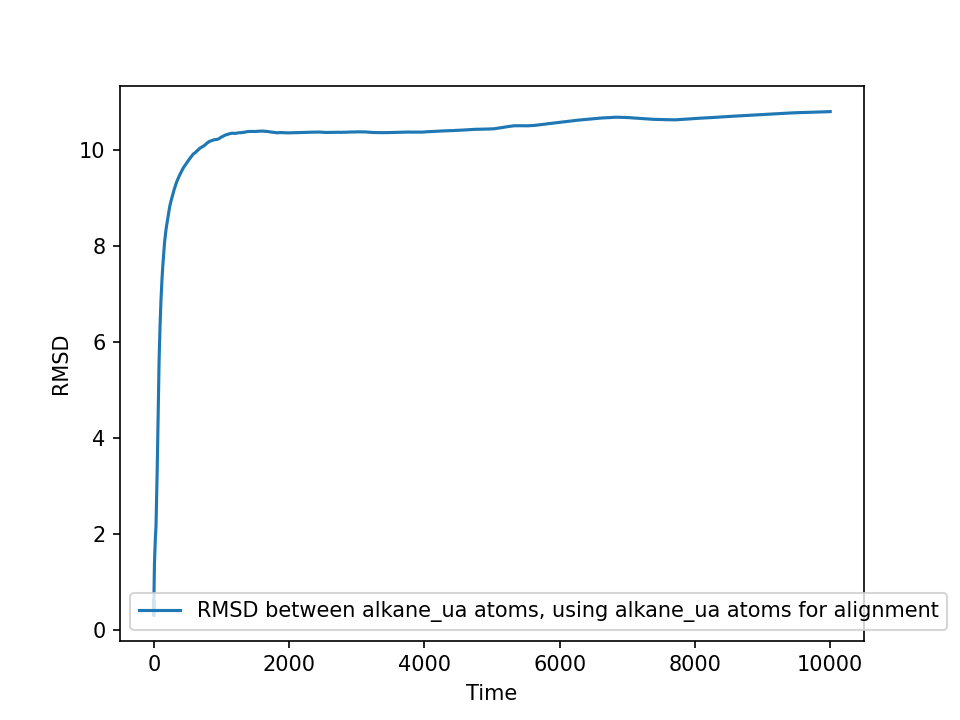 RMSD
10
8
6
4
2
0
RMSD between alkane_ua atoms, using alkane_ua atoms for alignment
0 2000 4000 6000 8000 10000
Time